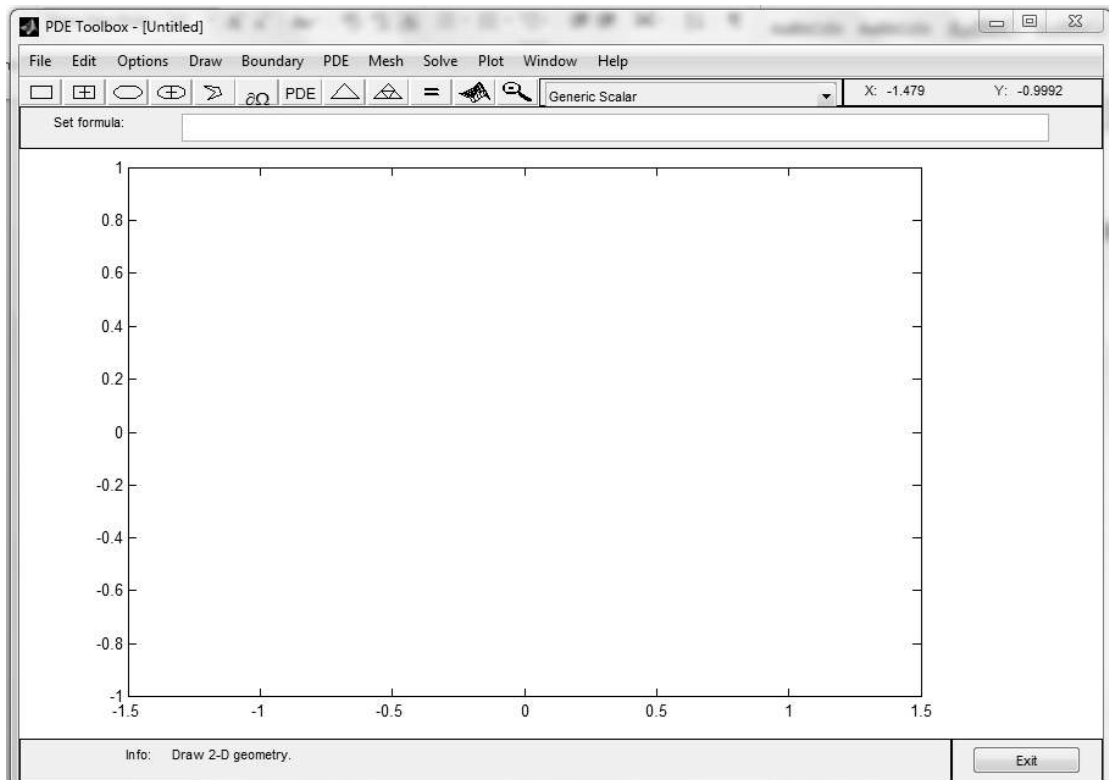 PDE Toolbox - [Untitled]
File Edit Options Draw Boundary PDE Mesh Solve Plot Window Help
∂Ω PDE = Generic Scalar X: -1.479 Y: -0.9992
Set formula:
1
0.8
0.6
0.4
0.2
0
-0.2
-0.4
-0.6
-0.8
-1
-1.5 -1 -0.5 0 0.5 1 1.5
Info: Draw 2-D geometry. Exit